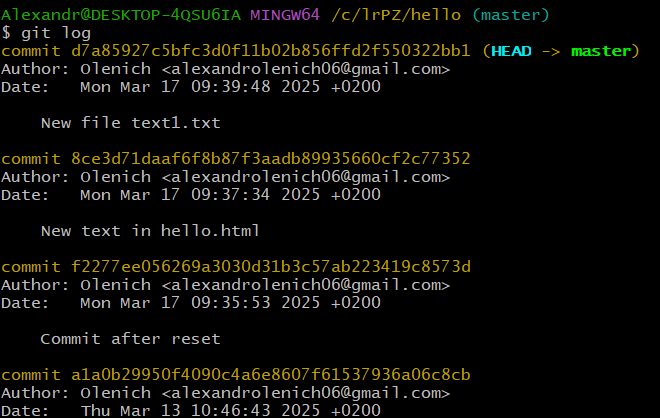 Alexandr@DESKTOP-4QSU6IA MINGW64 /c/lrPZ/hello (master)
$ git log
commit d7a85927c5bfc3d0f11b02b856ffd2f550322bb1 (HEAD -> master)
Author: Olenich <alexandrolenich06@gmail.com>
Date:   Mon Mar 17 09:39:48 2025 +0200
    New file text1.txt
commit 8ce3d71daaf6f8b87f3aadb89935660cf2c77352
Author: Olenich <alexandrolenich06@gmail.com>
Date:   Mon Mar 17 09:37:34 2025 +0200
    New text in hello.html
commit f2277ee056269a3030d31b3c57ab223419c8573d
Author: Olenich <alexandrolenich06@gmail.com>
Date:   Mon Mar 17 09:35:53 2025 +0200
    Commit after reset
commit a1a0b29950f4090c4a6e8607f61537936a06c8cb
Author: Olenich <alexandrolenich06@gmail.com>
Date:   Thu Mar 13 10:46:43 2025 +0200